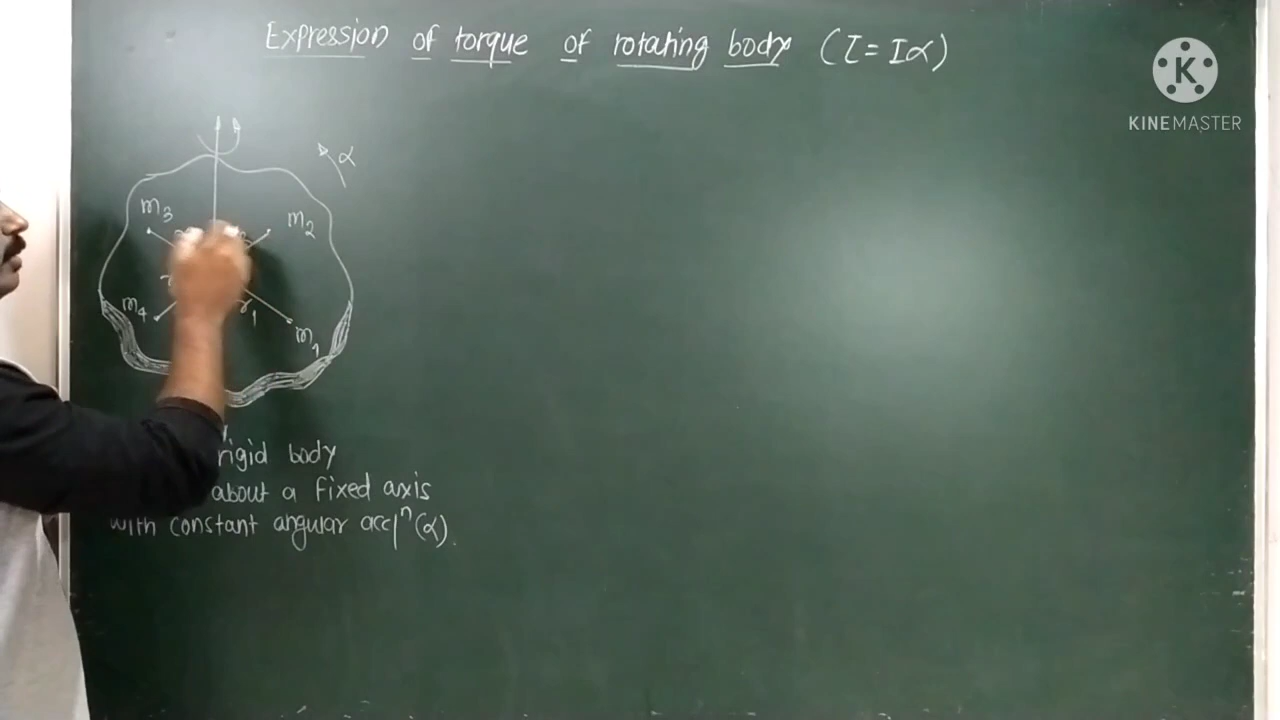 Expression of torque of rotating body (τ = Iα)
KINEMASTER
α
m3
m2
m4
r1
m1
rigid body
about a fixed axis
with constant angular acclⁿ (α).